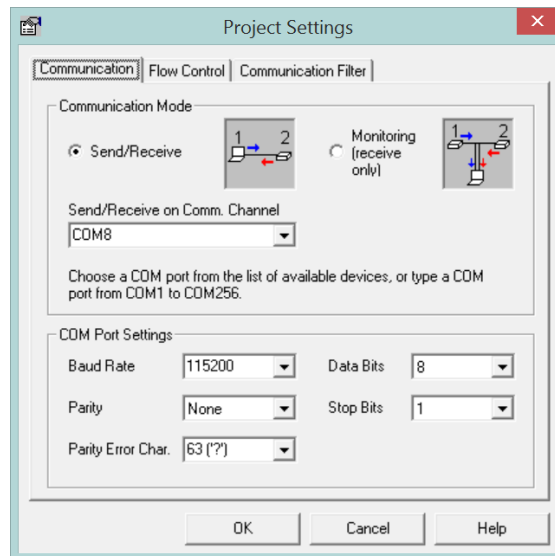 Project Settings
Communication
Flow Control
Communication Filter
Communication Mode
Send/Receive
1 2
Monitoring
(receive
only)
1 2
Send/Receive on Comm. Channel
COM8
Choose a COM port from the list of available devices, or type a COM
port from COM1 to COM256.
COM Port Settings
Baud Rate 115200 Data Bits 8
Parity None Stop Bits 1
Parity Error Char. 63 ('?')
OK Cancel Help